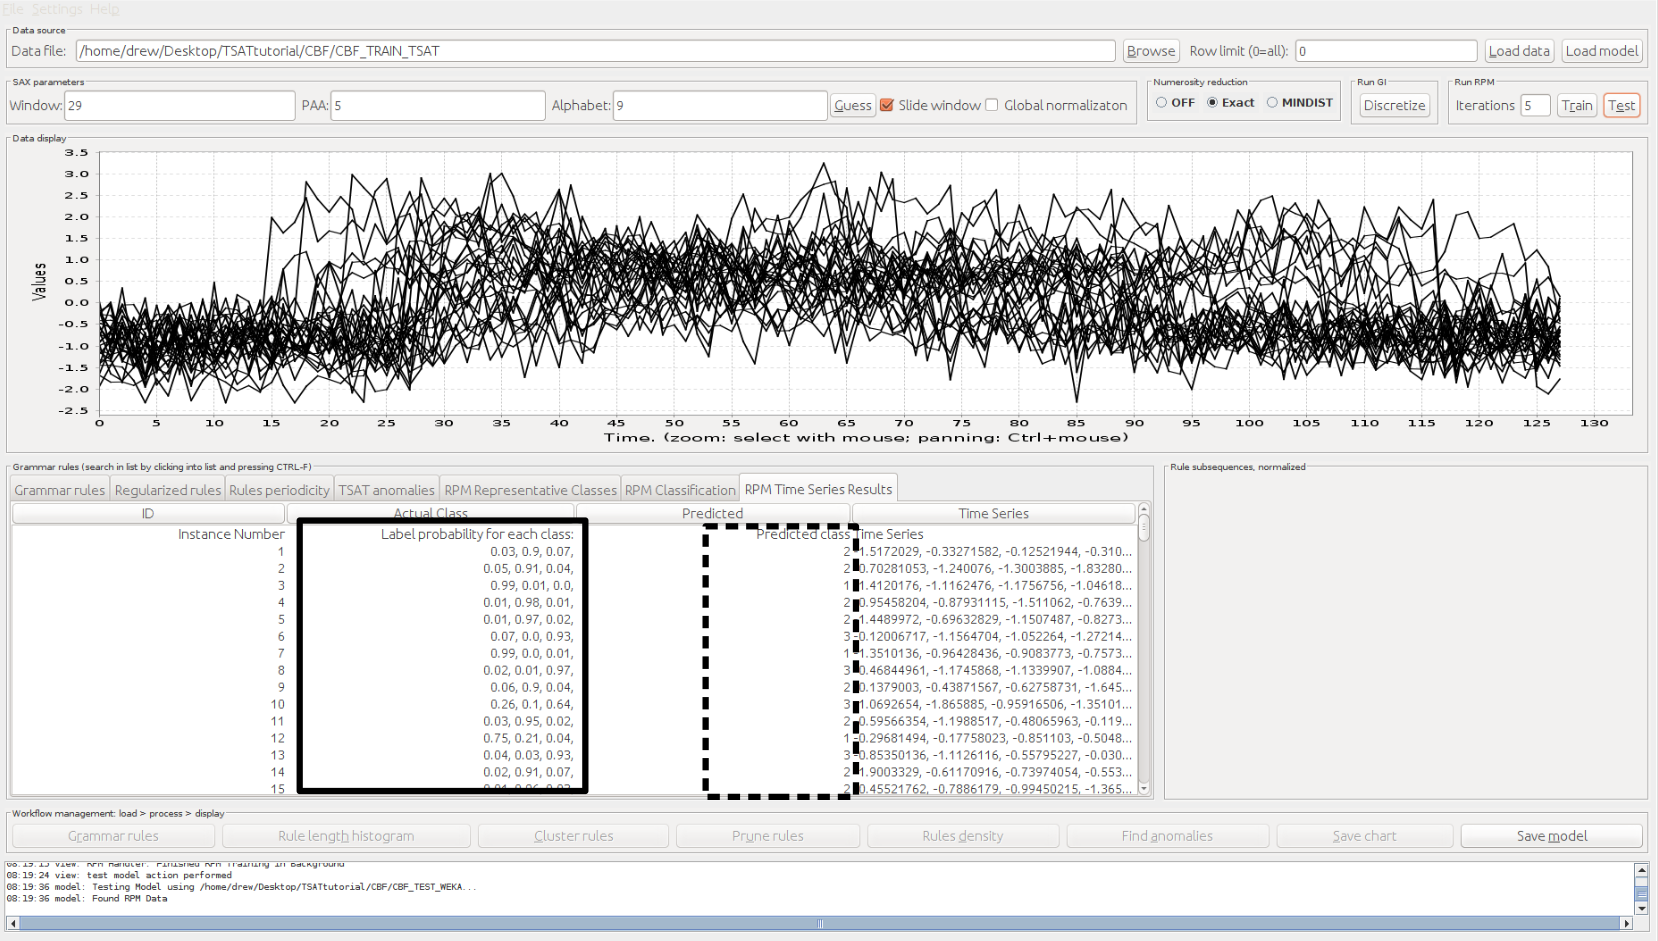 File Settings Help
Data source
Data file: /home/drew/Desktop/TSATtutorial/CBF/CBF_TRAIN_TSAT Browse Row limit (0=all): 0 Load data Load model
SAX parameters Numerosity reduction Run GI Run RPM
Window: 29 PAA: 5 Alphabet: 9 Guess Slide window Global normalizaton OFF Exact MINDIST Discretize Iterations 5 Train Test
Data display
3.5
3.0
2.5
2.0
1.5
1.0
0.5
0.0
-0.5
-1.0
-1.5
-2.0
-2.5
Values
0 5 10 15 20 25 30 35 40 45 50 55 60 65 70 75 80 85 90 95 100 105 110 115 120 125 130
Time. (zoom: select with mouse; panning: Ctrl+mouse)
Grammar rules (search in list by clicking into list and pressing CTRL-F) Rule subsequences, normalized
Grammar rules Regularized rules Rules periodicity TSAT anomalies RPM Representative Classes RPM Classification RPM Time Series Results
ID Actual Class Predicted Time Series
Instance Number Label probability for each class: Predicted class Time Series
1 0.03, 0.9, 0.07, 2 -1.5172029, -0.33271582, -0.12521944, -0.310...
2 0.05, 0.91, 0.04, 2 -0.70281053, -1.240076, -1.3003885, -1.83280...
3 0.99, 0.01, 0.0, 1 -1.4120176, -1.1162476, -1.1756756, -1.04618...
4 0.01, 0.98, 0.01, 2 -0.95458204, -0.87931115, -1.511062, -0.7639...
5 0.01, 0.97, 0.02, 2 -1.4489972, -0.69632829, -1.1507487, -0.8273...
6 0.07, 0.0, 0.93, 3 -0.12006717, -1.1564704, -1.052264, -1.27214...
7 0.99, 0.0, 0.01, 1 -1.3510136, -0.96428436, -0.9083773, -0.7573...
8 0.02, 0.01, 0.97, 3 -0.46844961, -1.1745868, -1.1339907, -1.0884...
9 0.06, 0.9, 0.04, 2 -0.1379003, -0.43871567, -0.62758731, -1.645...
10 0.26, 0.1, 0.64, 3 -1.0692654, -1.865885, -0.95916506, -1.35101...
11 0.03, 0.95, 0.02, 2 -0.59566354, -1.1988517, -0.48065963, -0.119...
12 0.75, 0.21, 0.04, 1 -0.29681494, -0.17758023, -0.851103, -0.5048...
13 0.04, 0.03, 0.93, 3 -0.85350136, -1.1126116, -0.55795227, -0.030...
14 0.02, 0.91, 0.07, 2 -1.9003329, -0.61170916, -0.73974054, -0.553...
15 2 -0.45521762, -0.7886179, -0.99450215, -1.365...
Workflow management: load > process > display
Grammar rules Rule length histogram Cluster rules Prune rules Rules density Find anomalies Save chart Save model
08:19:15 view: RPM Handler: Finished RPM Training in Background
08:19:24 view: test model action performed
08:19:36 model: Testing Model using /home/drew/Desktop/TSATtutorial/CBF/CBF_TEST_WEKA...
08:19:36 model: Found RPM Data